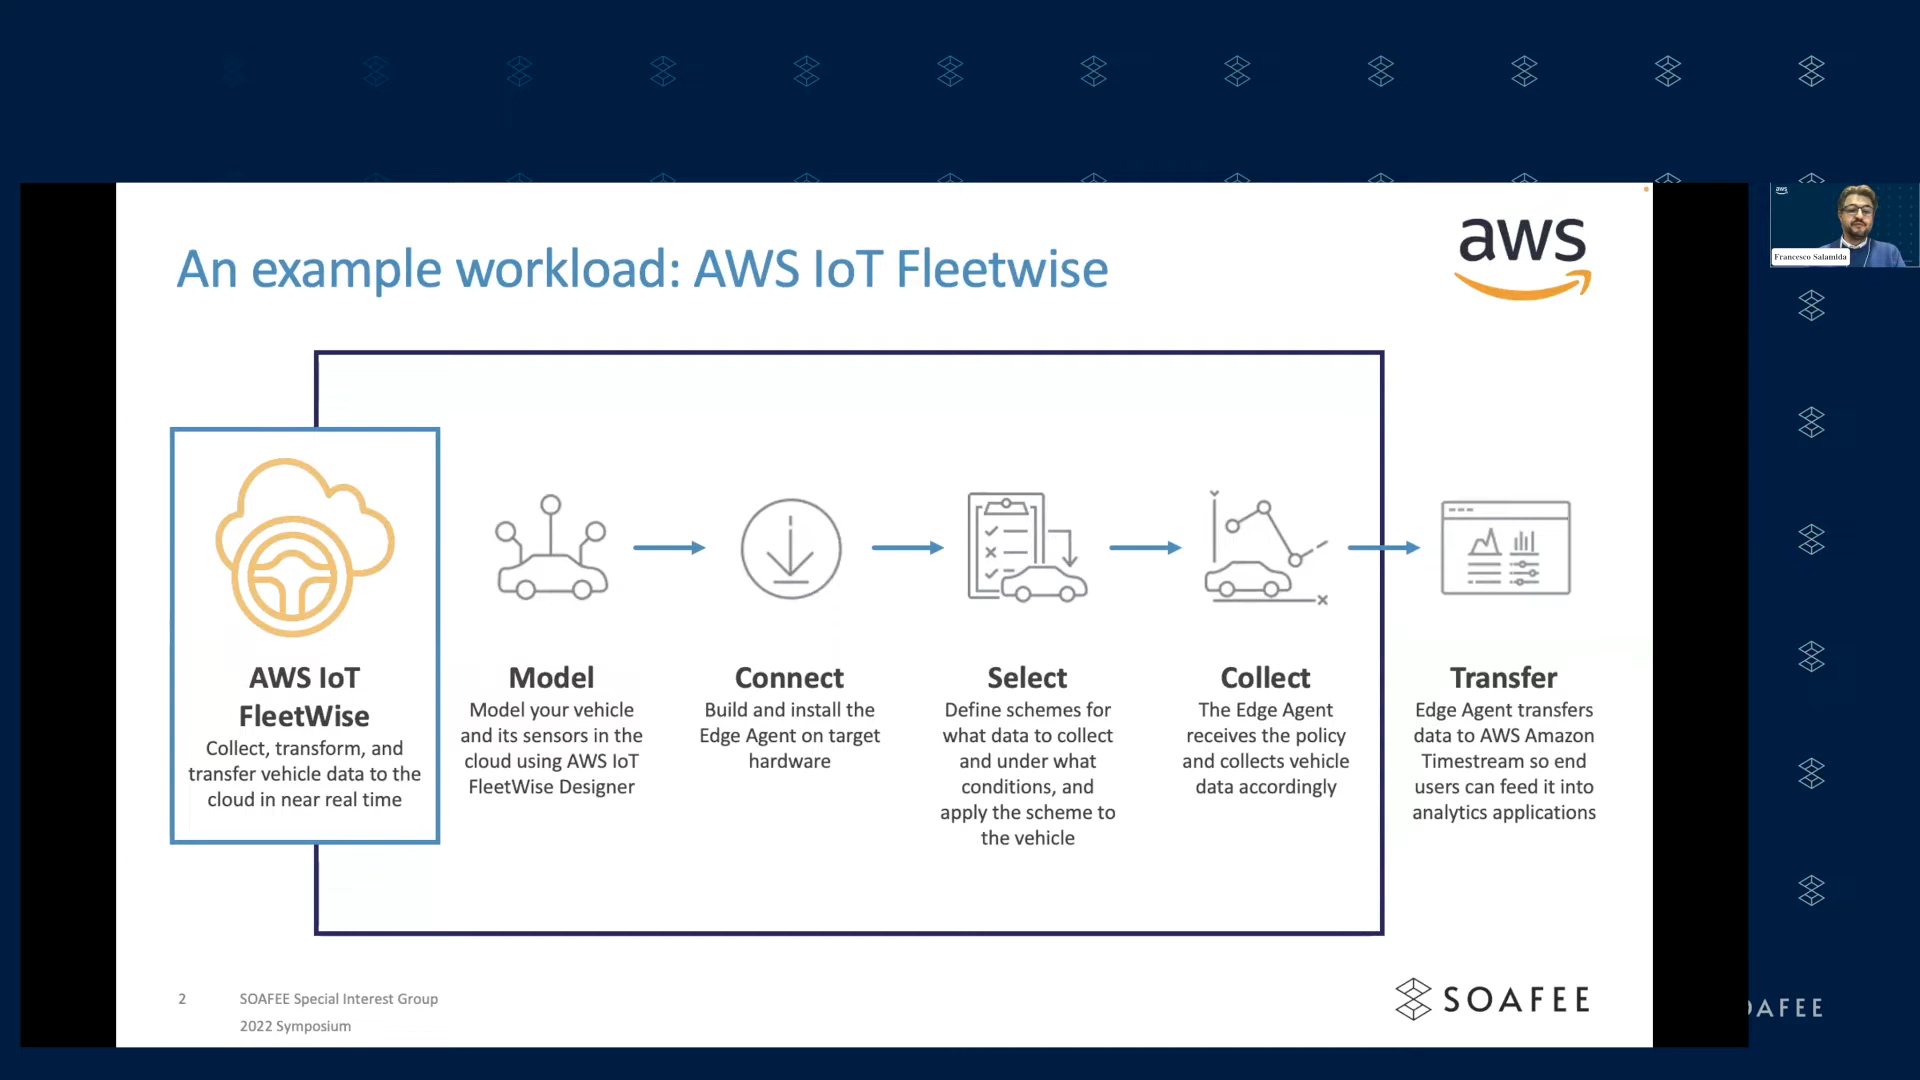 An example workload: AWS IoT Fleetwise
aws
aws
Francesco Salamida
AWS IoT
FleetWise
Collect, transform, and
transfer vehicle data to the
cloud in near real time
Model
Model your vehicle
and its sensors in the
cloud using AWS IoT
FleetWise Designer
Connect
Build and install the
Edge Agent on target
hardware
Select
Define schemes for
what data to collect
and under what
conditions, and
apply the scheme to
the vehicle
Collect
The Edge Agent
receives the policy
and collects vehicle
data accordingly
Transfer
Edge Agent transfers
data to AWS Amazon
Timestream so end
users can feed it into
analytics applications
2
SOAFEE Special Interest Group
2022 Symposium
SOAFEE
OAFEE